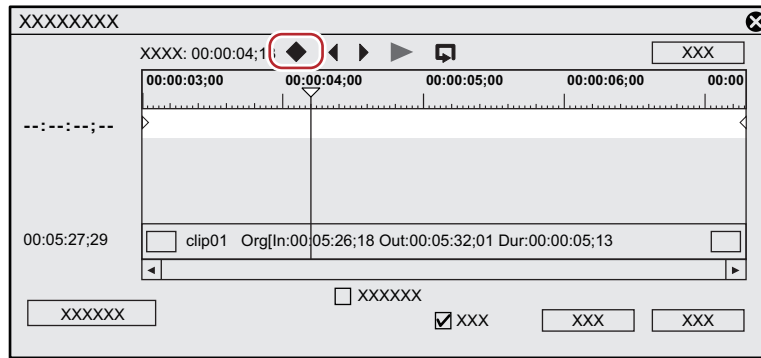 XXXXXXXX
XXXX: 00:00:04;1
XXX
00:00:03;00 00:00:04;00 00:00:05;00 00:00:06;00 00:00
--:--:--;--
00:05:27;29
clip01 Org[In:00:05:26;18 Out:00:05:32;01 Dur:00:00:05;13
XXXXXX
XXXXXX
XXX
XXX
XXX